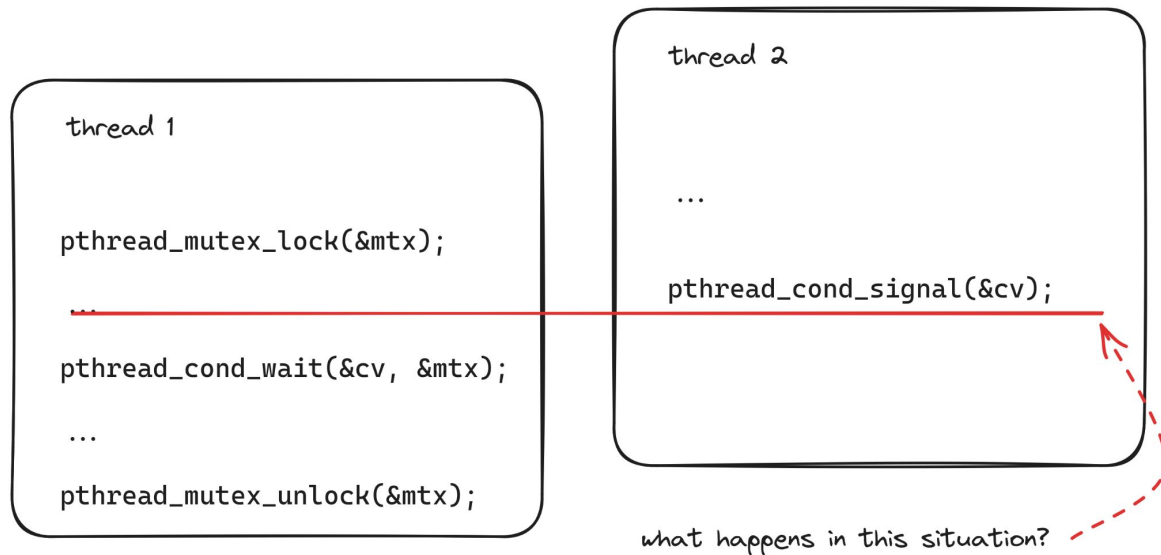 thread 1
pthread_mutex_lock(&mtx);
...
pthread_cond_wait(&cv, &mtx);
...
pthread_mutex_unlock(&mtx);
thread 2
...
pthread_cond_signal(&cv);
what happens in this situation?